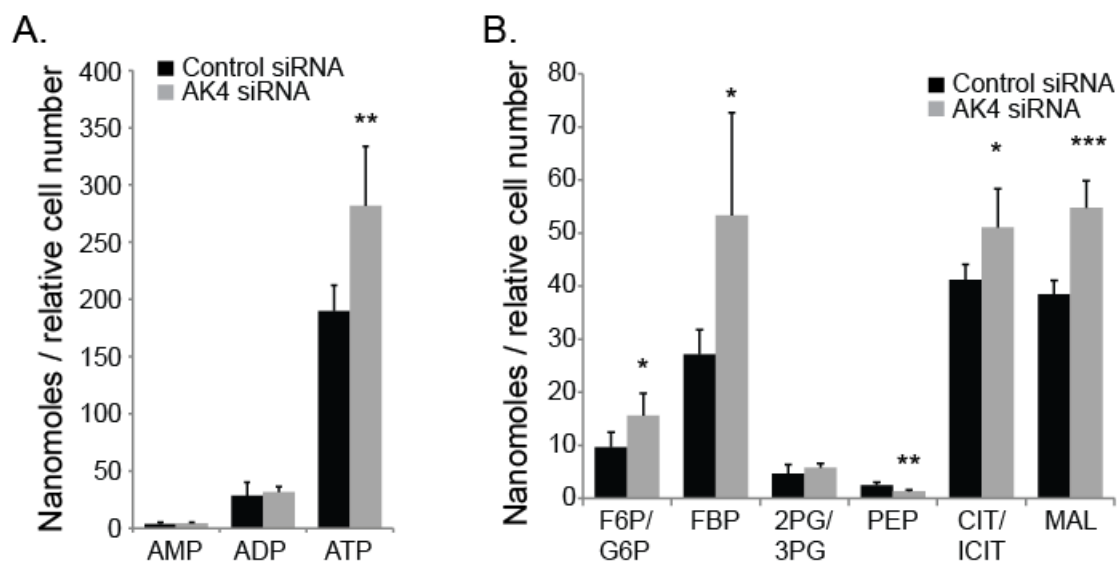 A.
Nanomoles / relative cell number
400
350
300
250
200
150
100
50
0
Control siRNA
AK4 siRNA
**
AMP
ADP
ATP
B.
Nanomoles / relative cell number
80
70
60
50
40
30
20
10
0
Control siRNA
AK4 siRNA
*
*
**
*
***
F6P/
G6P
FBP
2PG/
3PG
PEP
CIT/
ICIT
MAL